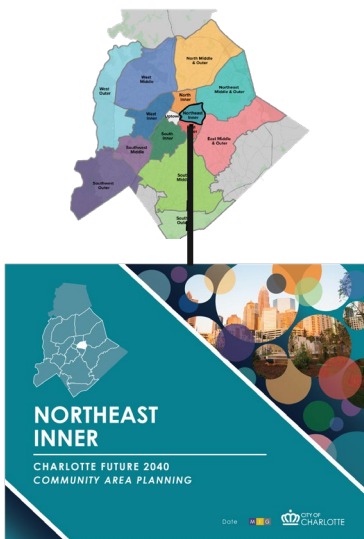 North Middle
& Outer
West
Middle
West
Outer
Northeast
Middle & Outer
North
Inner
West
Inner
Uptown
Northeast
Inner
South
Inner
East Middle
& Outer
Southwest
Middle
Southwest
Outer
South
NORTHEAST
INNER
CHARLOTTE FUTURE 2040
COMMUNITY AREA PLANNING
Date
M I G
CITY OF
CHARLOTTE